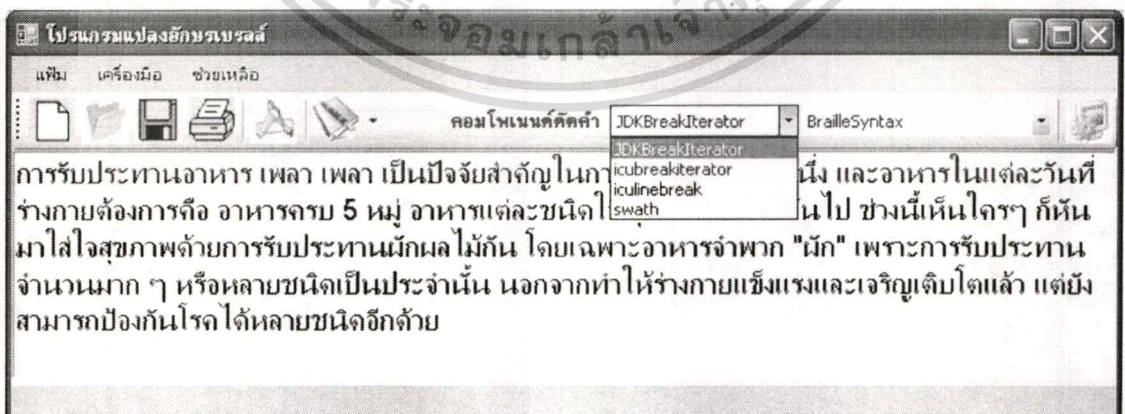 พระจอมเกล้าเจ้าคุ
โปรแกรมแปลงอักษรเบรลล์
แฟ้ม เครื่องมือ ช่วยเหลือ
คอมโพเนนท์ตัดคำ JDKBreakIterator BrailleSyntax
JDKBreakIterator
icubreakiterator
iculinebreak
swath
การรับประทานอาหาร เพลา เพลา เป็นปัจจัยสำคัญในกา นึ่ง และอาหารในแต่ละวันที่
ร่างกายต้องการคือ อาหารครบ 5 หมู่ อาหารแต่ละชนิดใ ันไป ช่างนี้เห็นใครๆ ก็หัน
มาใส่ใจสุขภาพด้วยการรับประทานผักผลไม้กัน โดยเฉพาะอาหารจำพวก "ผัก" เพราะการรับประทาน
จำนวนมาก ๆ หรือหลายชนิดเป็นประจำนั้น นอกจากทำให้ร่างกายแข็งแรงและเจริญเติบโตแล้ว แต่ยัง
สามารถป้องกันโรคได้หลายชนิดอีกด้วย